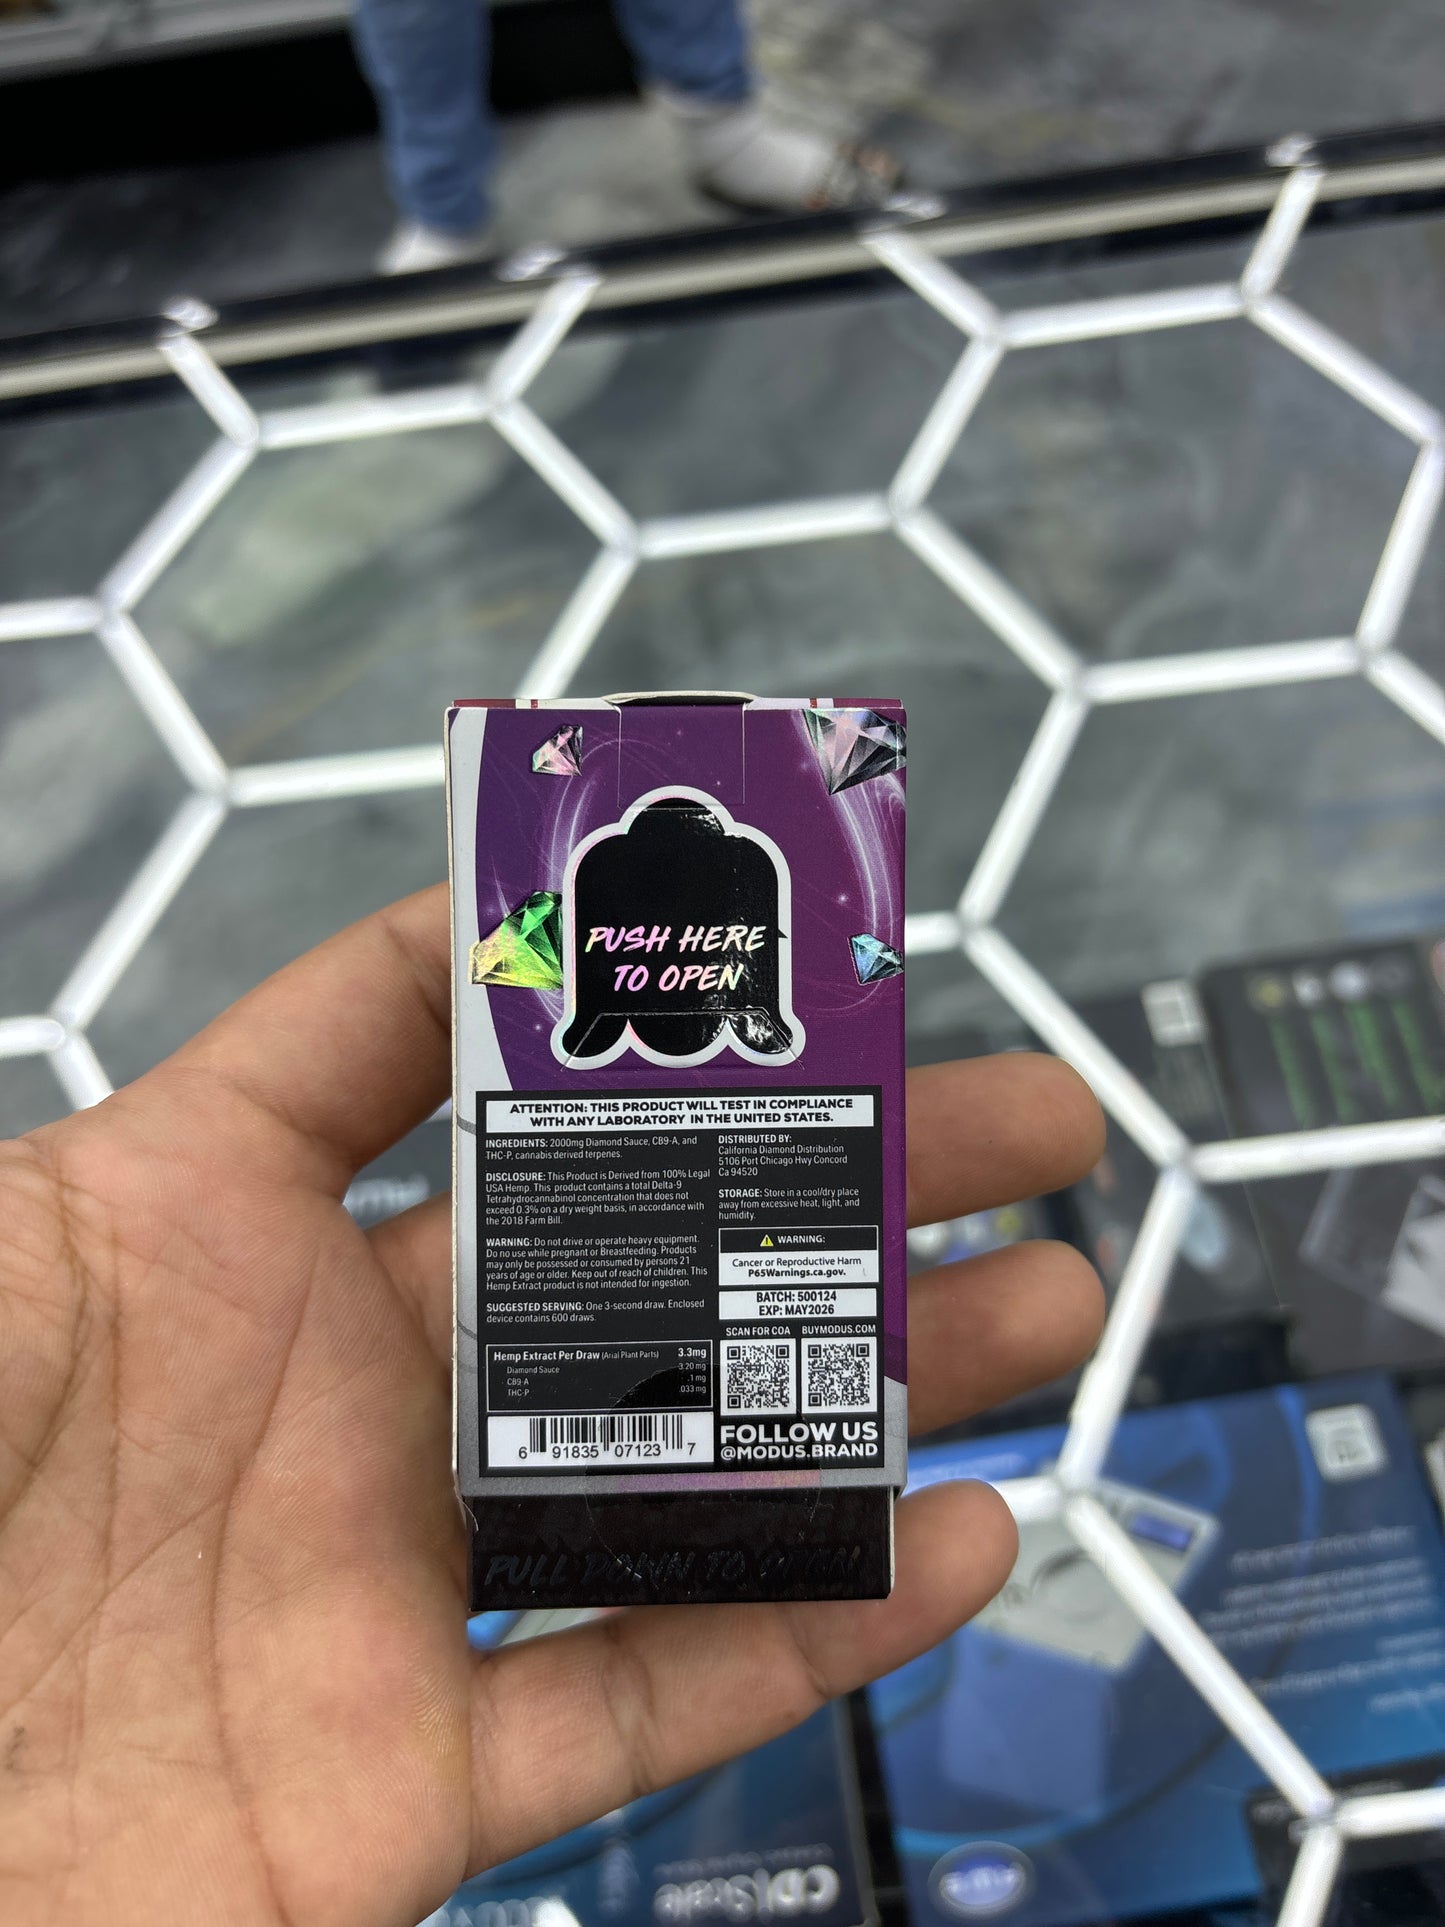 PUSH HERE
TO OPEN
ATTENTION: THIS PRODUCT WILL TEST IN COMPLIANCE
WITH ANY LABORATORY IN THE UNITED STATES.
INGREDIENTS: 2000mg Diamond Sauce, CB9-A, and
THC-P, cannabis derived terpenes.
DISCLOSURE: This Product is Derived from 100% Legal
USA Hemp. This product contains a total Delta-9
Tetrahydrocannabinol concentration that does not
exceed 0.3% on a dry weight basis, in accordance with
the 2018 Farm Bill.
WARNING: Do not drive or operate heavy equipment.
Do no use while pregnant or Breastfeeding. Products
may only be possessed or consumed by persons 21
years of age or older. Keep out of reach of children. This
Hemp Extract product is not intended for ingestion.
SUGGESTED SERVING: One 3-second draw. Enclosed
device contains 600 draws.
Hemp Extract Per Draw (Arial Plant Parts) 3.3mg
Diamond Sauce 3.20 mg
CB9-A .1 mg
THC-P .033 mg
6 91835 07123 7
DISTRIBUTED BY:
California Diamond Distribution
5106 Port Chicago Hwy Concord
Ca 94520
STORAGE: Store in a cool/dry place
away from excessive heat, light, and
humidity.
WARNING:
Cancer or Reproductive Harm
P65Warnings.ca.gov.
BATCH: 500124
EXP: MAY2026
SCAN FOR COA BUYMODUS.COM
FOLLOW US
@MODUS.BRAND
PULL DOWN TO OPEN